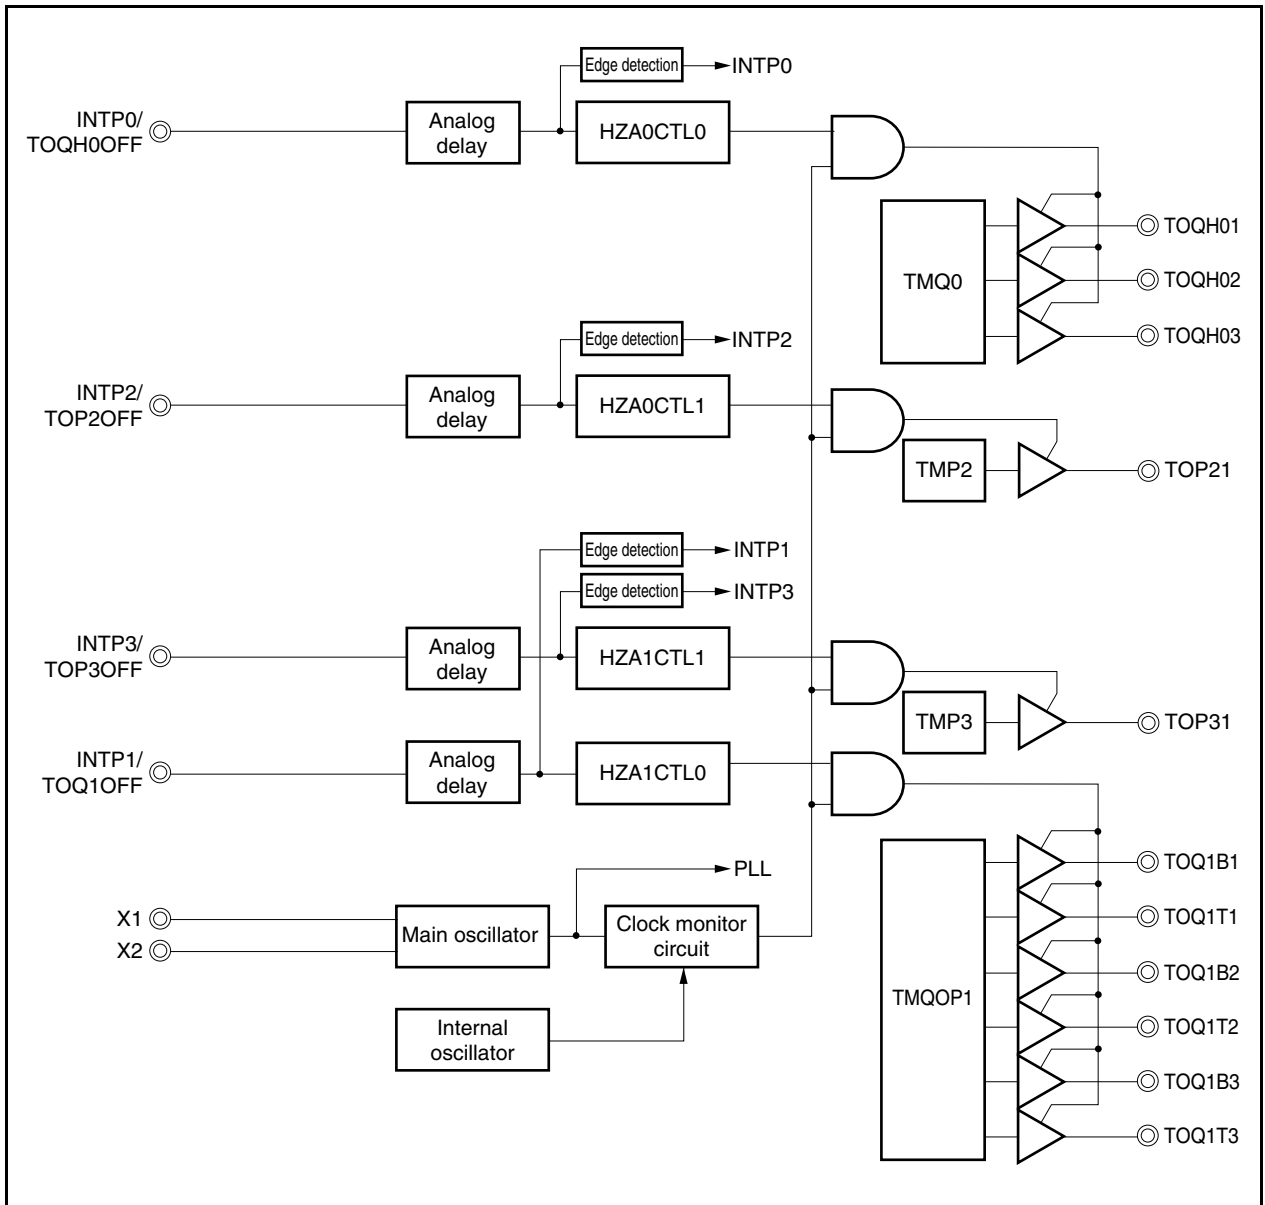 Edge detection
INTP0
INTP0/
TOQH0OFF
Analog
delay
HZA0CTL0
TMQ0
TOQH01
TOQH02
TOQH03
Edge detection
INTP2
INTP2/
TOP2OFF
Analog
delay
HZA0CTL1
TMP2
TOP21
Edge detection
INTP1
Edge detection
INTP3
INTP3/
TOP3OFF
Analog
delay
HZA1CTL1
TMP3
TOP31
INTP1/
TOQ1OFF
Analog
delay
HZA1CTL0
PLL
X1
X2
Main oscillator
Clock monitor
circuit
Internal
oscillator
TMQOP1
TOQ1B1
TOQ1T1
TOQ1B2
TOQ1T2
TOQ1B3
TOQ1T3